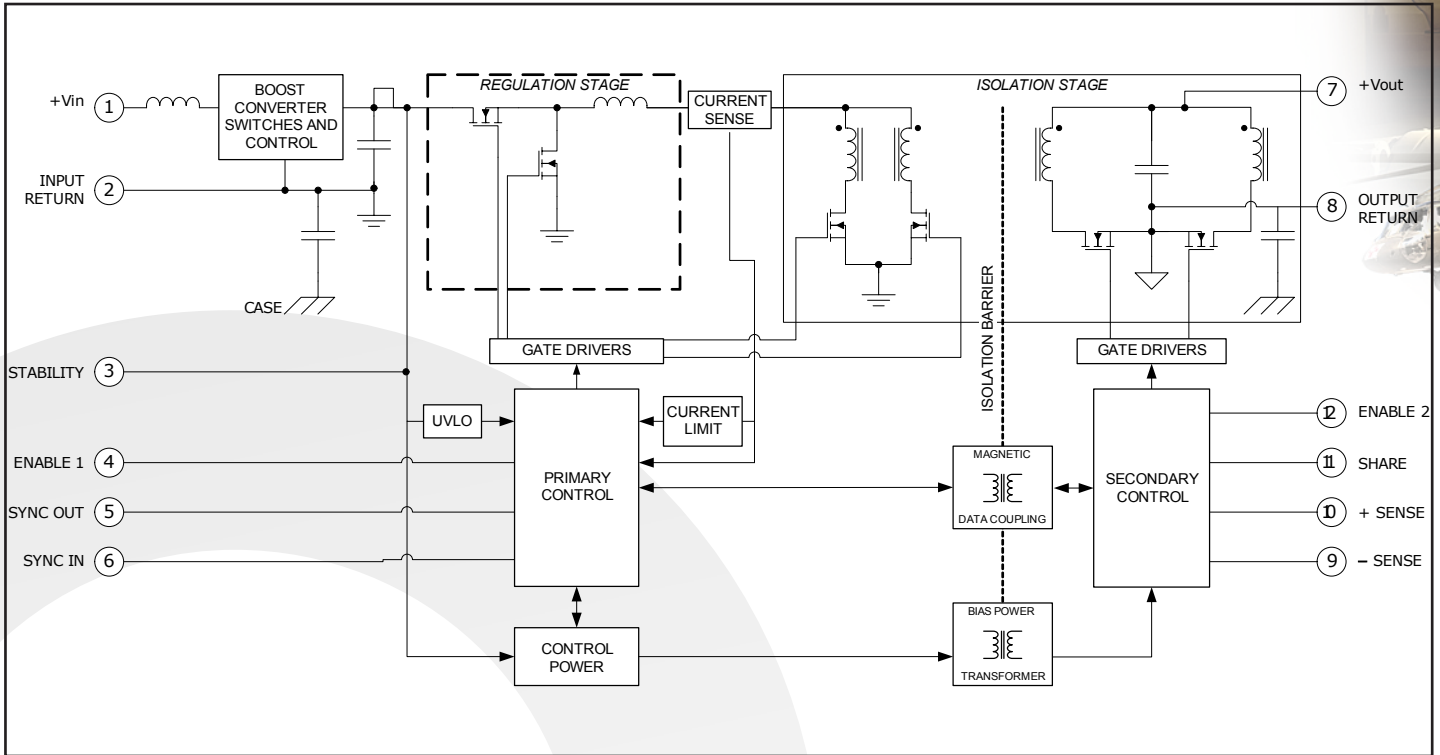 REGULATION STAGE
ISOLATION STAGE
+Vin
1
BOOST
CONVERTER
SWITCHES AND
CONTROL
CURRENT
SENSE
7
+Vout
INPUT
RETURN
2
8
OUTPUT
RETURN
CASE
ISOLATION BARRIER
GATE DRIVERS
GATE DRIVERS
STABILITY
3
UVLO
CURRENT
LIMIT
12
ENABLE 2
ENABLE 1
4
PRIMARY
CONTROL
MAGNETIC
DATA COUPLING
SECONDARY
CONTROL
11
SHARE
SYNC OUT
5
10
+ SENSE
SYNC IN
6
9
– SENSE
CONTROL
POWER
BIAS POWER
TRANSFORMER